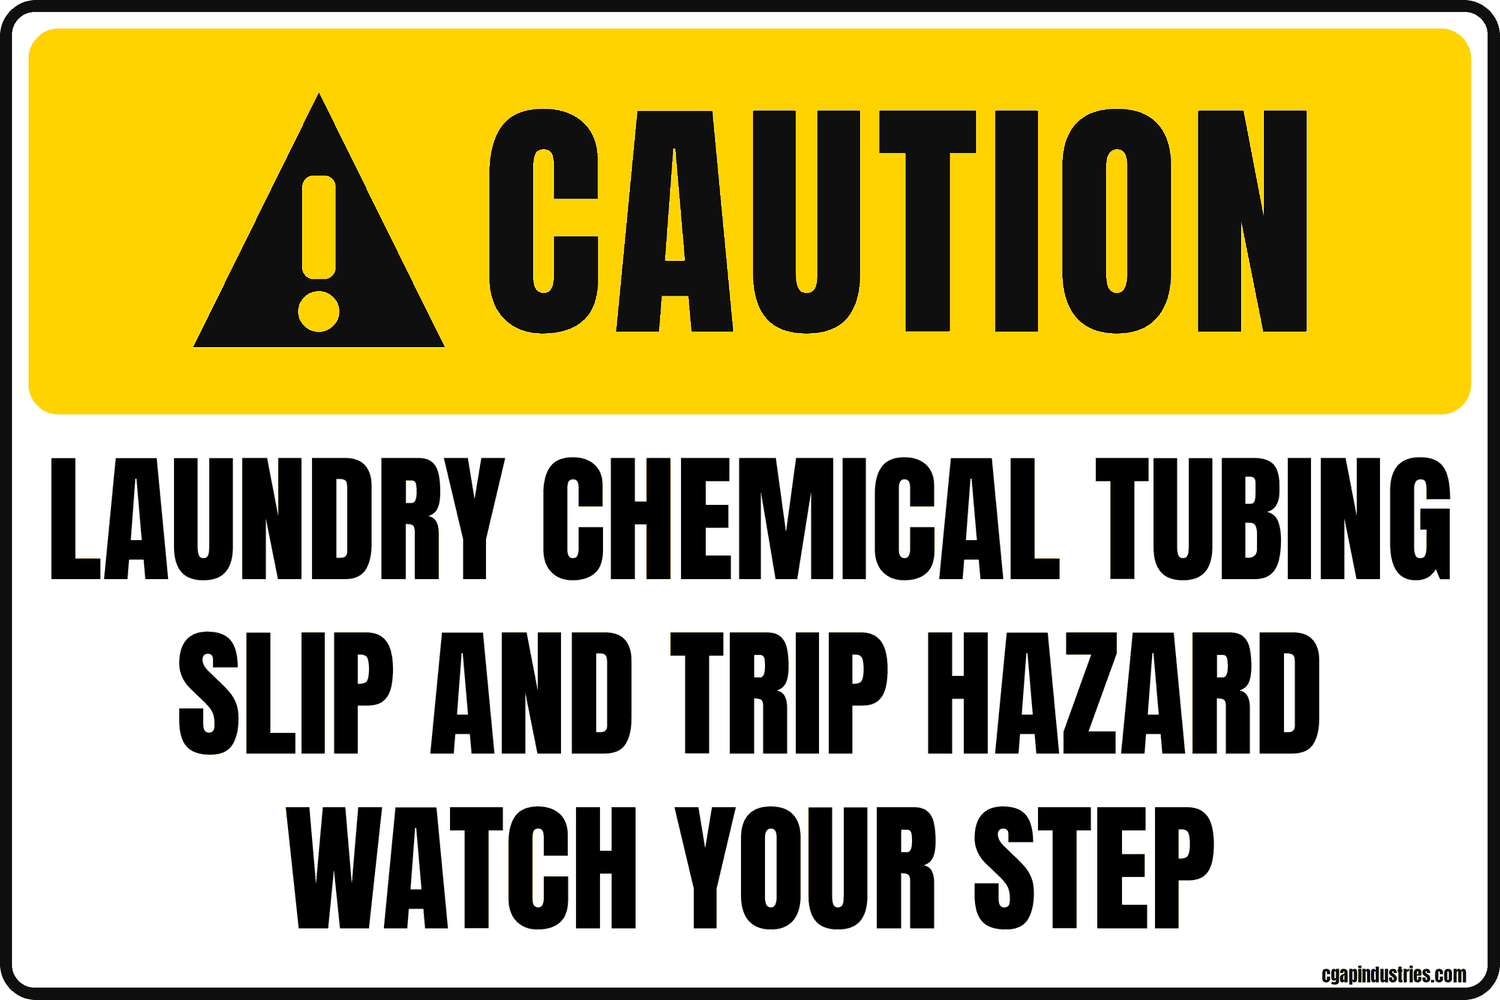 CAUTION
LAUNDRY CHEMICAL TUBING
SLIP AND TRIP HAZARD
WATCH YOUR STEP
cgapindustries.com